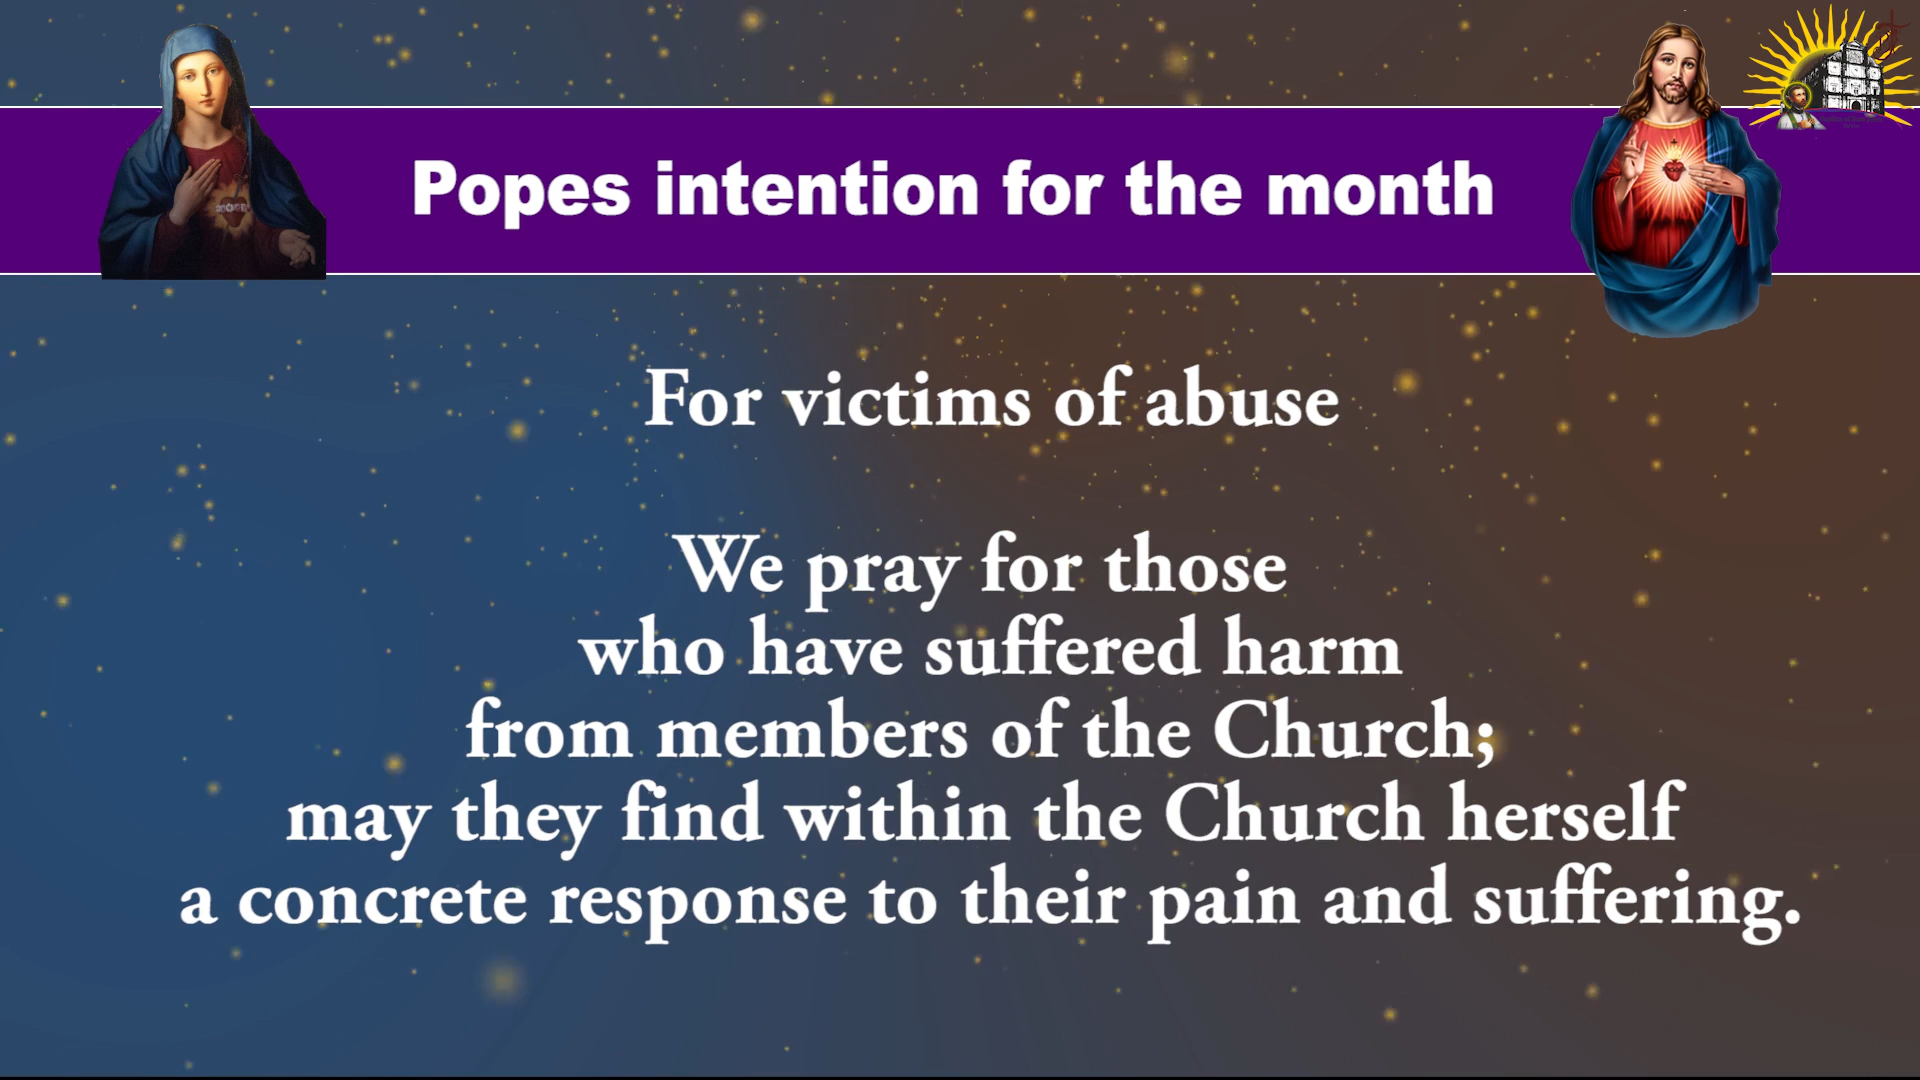 Popes intention for the month
For victims of abuse
We pray for those
who have suffered harm
from members of the Church;
may they find within the Church herself
a concrete response to their pain and suffering.